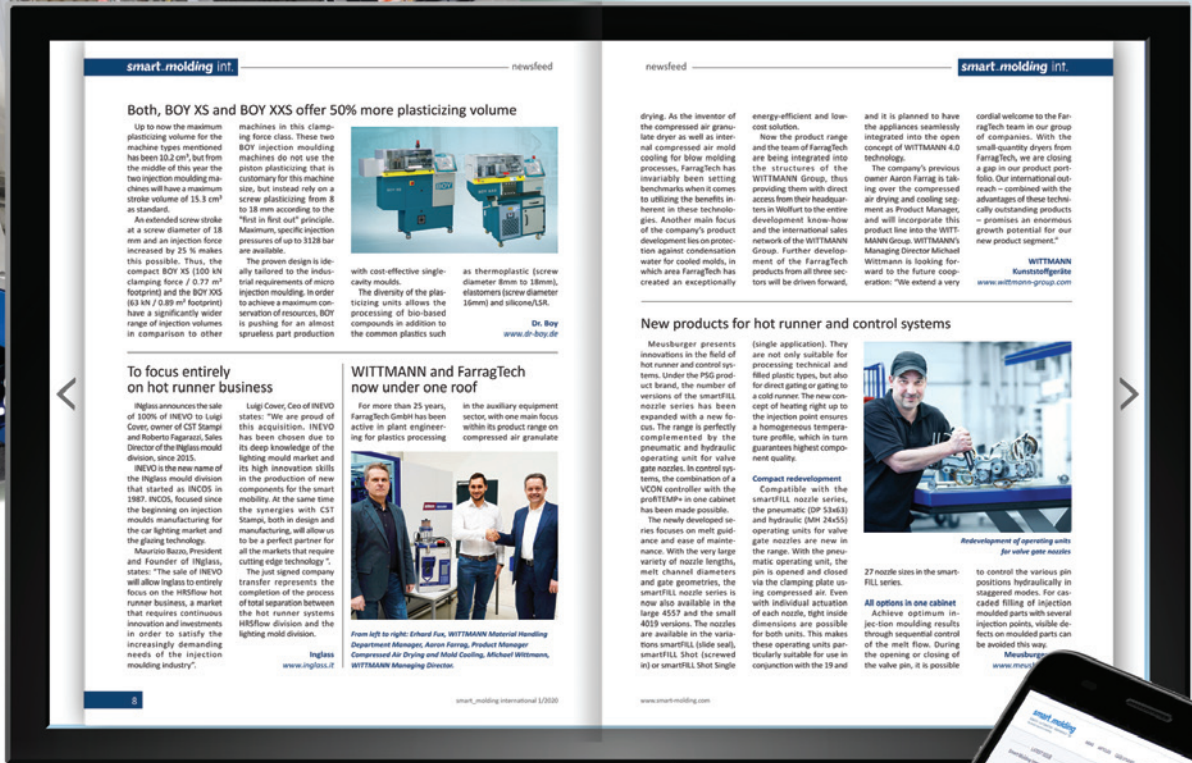 smart_molding int.
newsfeed
Both, BOY XS and BOY XXS offer 50% more plasticizing volume
Up to now the maximum
plasticizing volume for the
machine types mentioned
has been 10.2 cm³, but from
the middle of this year the
two injection moulding ma-
chines will have a maximum
stroke volume of 15.3 cm³
as standard.
An extended screw stroke
at a screw diameter of 18
mm and an injection force
increased by 25 % makes
this possible. Thus, the
compact BOY XS (100 kN
clamping force / 0.77 m²
footprint) and the BOY XXS
(63 kN / 0.89 m² footprint)
have a significantly wider
range of injection volumes
in comparison to other
machines in this clamp-
ing force class. These two
BOY injection moulding
machines do not use the
piston plasticizing that is
customary for this machine
size, but instead rely on a
screw plasticizing from 8
to 18 mm according to the
"first in first out" principle.
Maximum, specific injection
pressures of up to 3128 bar
are available.
The proven design is ide-
ally tailored to the indus-
trial requirements of micro
injection moulding. In order
to achieve a maximum con-
servation of resources, BOY
is pushing for an almost
sprueless part production
with cost-effective single-
cavity moulds.
The diversity of the plas-
ticizing units allows the
processing of bio-based
compounds in addition to
the common plastics such
as thermoplastic (screw
diameter 8mm to 18mm),
elastomers (screw diameter
16mm) and silicone/LSR.
Dr. Boy
www.dr-boy.de
To focus entirely
on hot runner business
INglass announces the sale
of 100% of INEVO to Luigi
Cover, owner of CST Stampi
and Roberto Fagarazzi, Sales
Director of the INglass mould
division, since 2015.
INEVO is the new name of
the INglass mould division
that started as INCOS in
1987. INCOS, focused since
the beginning on injection
moulds manufacturing for
the car lighting market and
the glazing technology.
Maurizio Bazzo, President
and Founder of INglass,
states: "The sale of INEVO
will allow Inglass to entirely
focus on the HRSflow hot
runner business, a market
that requires continuous
innovation and investments
in order to satisfy the
increasingly demanding
needs of the injection
moulding industry".
Luigi Cover, Ceo of INEVO
states: "We are proud of
this acquisition. INEVO
has been chosen due to
its deep knowledge of the
lighting mould market and
its high innovation skills
in the production of new
components for the smart
mobility. At the same time
the synergies with CST
Stampi, both in design and
manufacturing, will allow us
to be a perfect partner for
all the markets that require
cutting edge technology ".
The just signed company
transfer represents the
completion of the process
of total separation between
the hot runner systems
HRSflow division and the
lighting mold division.
Inglass
www.inglass.it
WITTMANN and FarragTech
now under one roof
For more than 25 years,
FarragTech GmbH has been
active in plant engineer-
ing for plastics processing
in the auxiliary equipment
sector, with one main focus
within its product range on
compressed air granulate
From left to right: Erhard Fux, WITTMANN Material Handling
Department Manager, Aaron Farrag, Product Manager
Compressed Air Drying and Mold Cooling, Michael Wittmann,
WITTMANN Managing Director.
8
smart_molding international 1/2020
newsfeed
smart_molding int.
drying. As the inventor of
the compressed air granu-
late dryer as well as inter-
nal compressed air mold
cooling for blow molding
processes, FarragTech has
invariably been setting
benchmarks when it comes
to utilizing the benefits in-
herent in these technolo-
gies. Another main focus
of the company's product
development lies on protec-
tion against condensation
water for cooled molds, in
which area FarragTech has
created an exceptionally
energy-efficient and low-
cost solution.
Now the product range
and the team of FarragTech
are being integrated into
the structures of the
WITTMANN Group, thus
providing them with direct
access from their headquar-
ters in Wolfurt to the entire
development know-how
and the international sales
network of the WITTMANN
Group. Further develop-
ment of the FarragTech
products from all three sec-
tors will be driven forward,
and it is planned to have
the appliances seamlessly
integrated into the open
concept of WITTMANN 4.0
technology.
The company's previous
owner Aaron Farrag is tak-
ing over the compressed
air drying and cooling seg-
ment as Product Manager,
and will incorporate this
product line into the WITT-
MANN Group. WITTMANN's
Managing Director Michael
Wittmann is looking for-
ward to the future coop-
eration: "We extend a very
cordial welcome to the Far-
ragTech team in our group
of companies. With the
small-quantity dryers from
FarragTech, we are closing
a gap in our product port-
folio. Our international out-
reach – combined with the
advantages of these techni-
cally outstanding products
– promises an enormous
growth potential for our
new product segment."
WITTMANN
Kunststoffgeräte
www.wittmann-group.com
New products for hot runner and control systems
Meusburger presents
innovations in the field of
hot runner and control sys-
tems. Under the PSG prod-
uct brand, the number of
versions of the smartFILL
nozzle series has been
expanded with a new fo-
cus. The range is perfectly
complemented by the
pneumatic and hydraulic
operating unit for valve
gate nozzles. In control sys-
tems, the combination of a
VCON controller with the
profiTEMP+ in one cabinet
has been made possible.
The newly developed se-
ries focuses on melt guid-
ance and ease of mainte-
nance. With the very large
variety of nozzle lengths,
melt channel diameters
and gate geometries, the
smartFILL nozzle series is
now also available in the
large 4557 and the small
4019 versions. The nozzles
are available in the varia-
tions smartFILL (slide seal),
smartFILL Shot (screwed
in) or smartFILL Shot Single
(single application). They
are not only suitable for
processing technical and
filled plastic types, but also
for direct gating or gating to
a cold runner. The new con-
cept of heating right up to
the injection point ensures
a homogeneous tempera-
ture profile, which in turn
guarantees highest compo-
nent quality.
Compact redevelopment
Compatible with the
smartFILL nozzle series,
the pneumatic (DP 53x63)
and hydraulic (MH 24x55)
operating units for valve
gate nozzles are new in
the range. With the pneu-
matic operating unit, the
pin is opened and closed
via the clamping plate us-
ing compressed air. Even
with individual actuation
of each nozzle, tight inside
dimensions are possible
for both units. This makes
these operating units par-
ticularly suitable for use in
conjunction with the 19 and
Redevelopment of operating units
for valve gate nozzles
27 nozzle sizes in the smart-
FILL series.
All options in one cabinet
Achieve optimum in-
jec-tion moulding results
through sequential control
of the melt flow. During
the opening or closing of
the valve pin, it is possible
to control the various pin
positions hydraulically in
staggered modes. For cas-
caded filling of injection
moulded parts with several
injection points, visible de-
fects on moulded parts can
be avoided this way.
Meusburger
www.meus
www.smart-molding.com
smart_molding